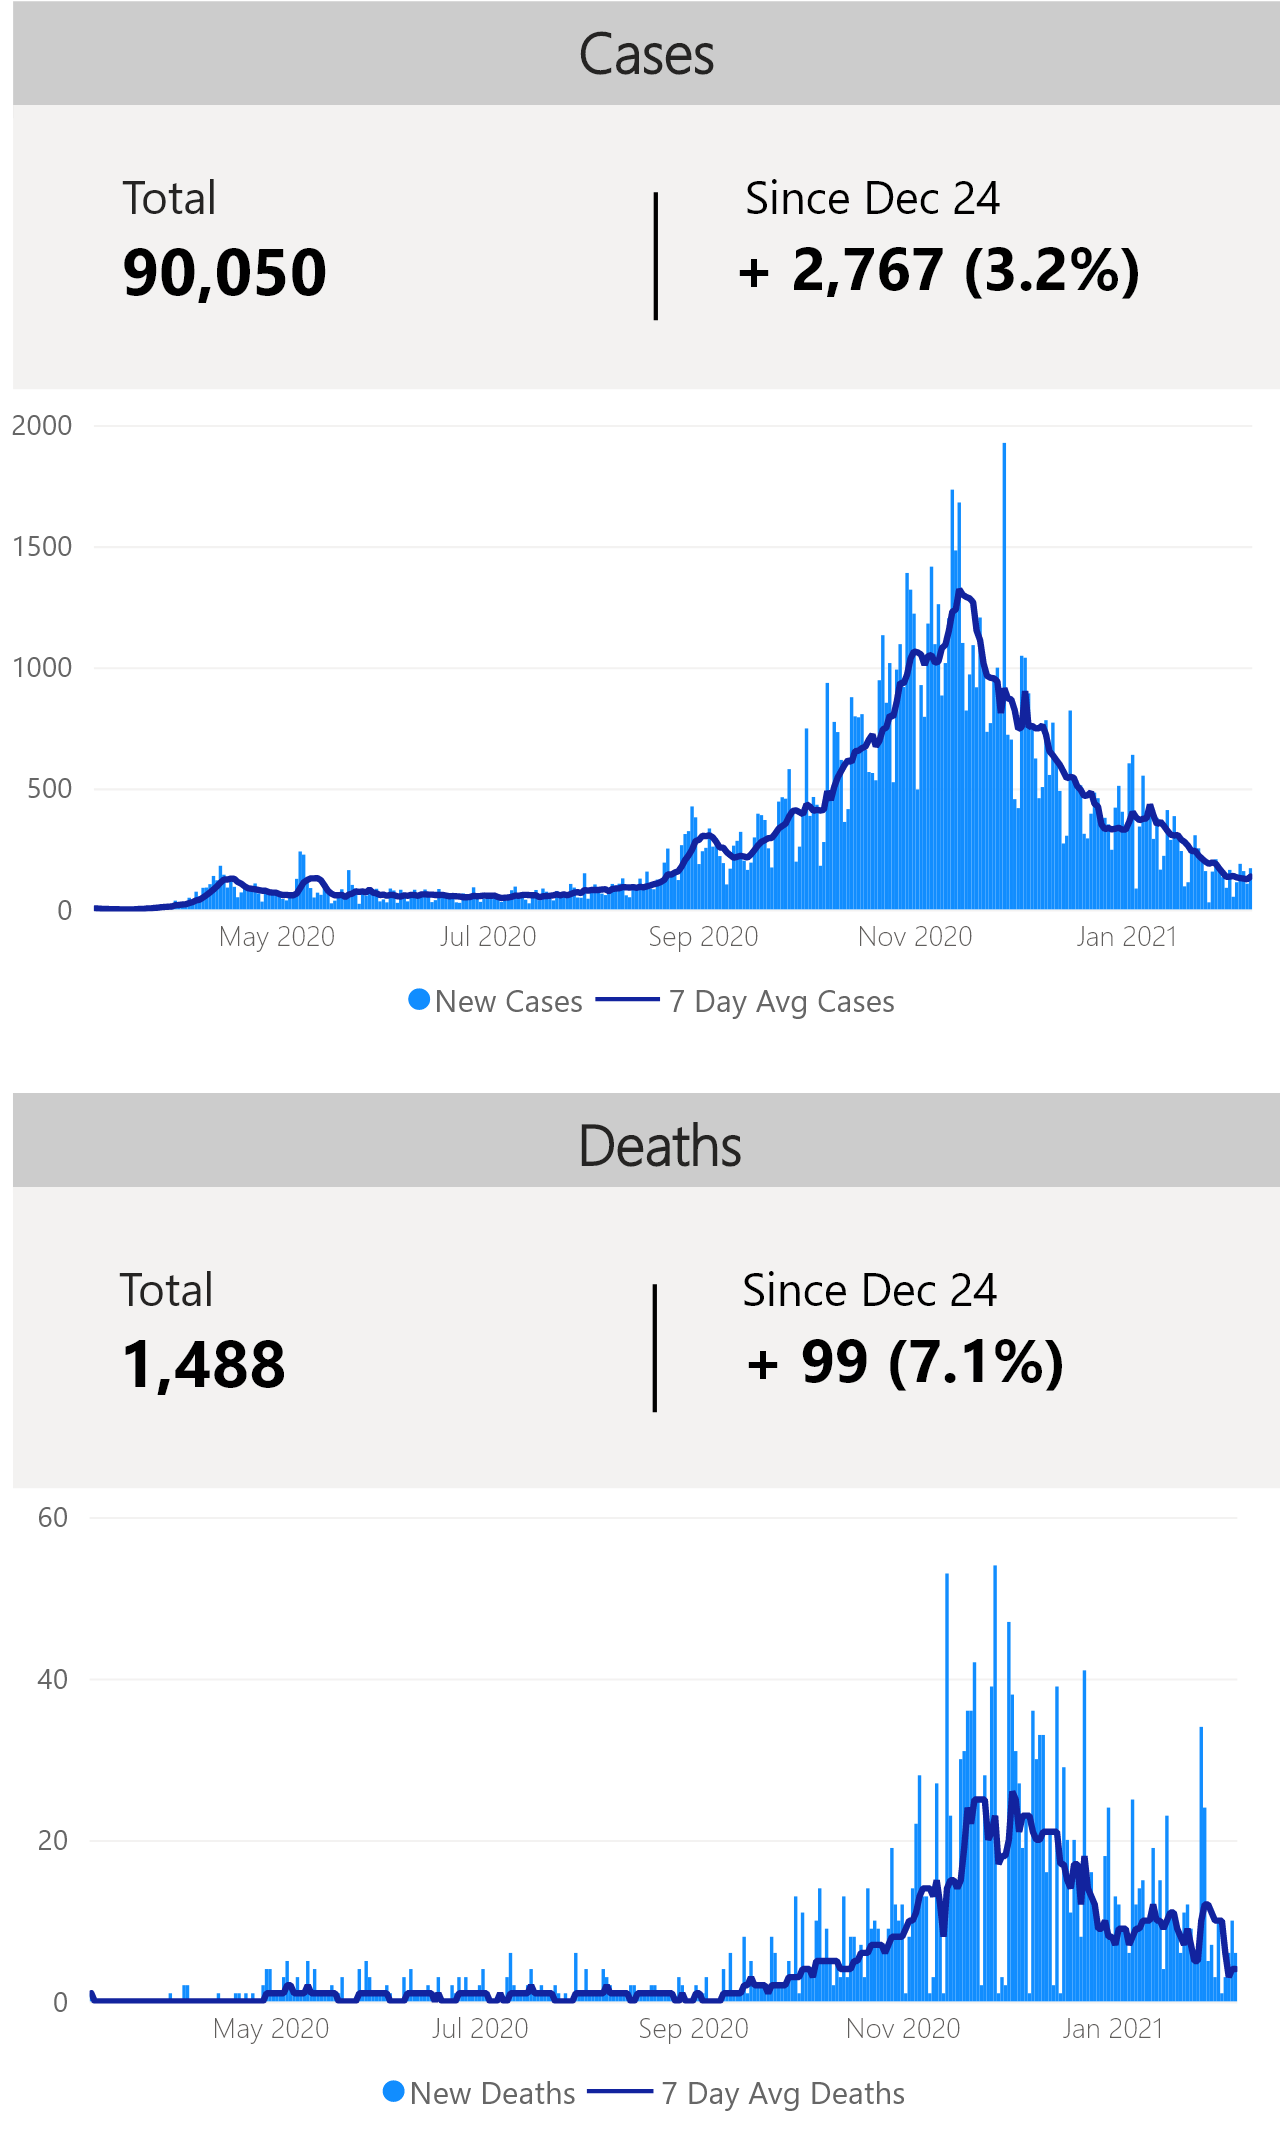 Cases
Total
Since Dec 24
90,050
+ 2,767 (3.2%)
2000
1500
1000
500
0
May 2020
Jul 2020
Sep 2020
Nov 2020
Jan 2021
New Cases
7 Day Avg Cases
Deaths
Total
Since Dec 24
1,488
+ 99 (7.1%)
60
40
20
0
May 2020
Jul 2020
Sep 2020
Nov 2020
Jan 2021
New Deaths
7 Day Avg Deaths